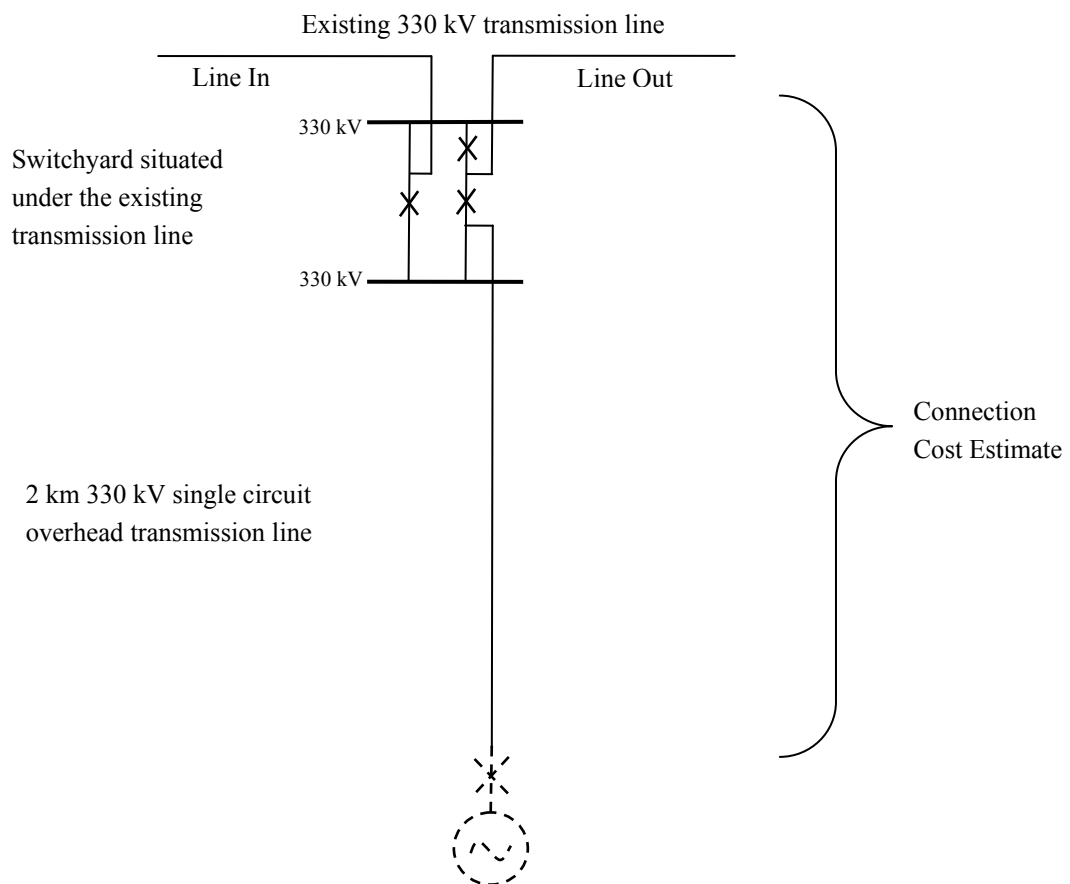 Existing 330 kV transmission line
Line In
Line Out
330 kV
Switchyard situated
under the existing
transmission line
330 kV
Connection
Cost Estimate
2 km 330 kV single circuit
overhead transmission line